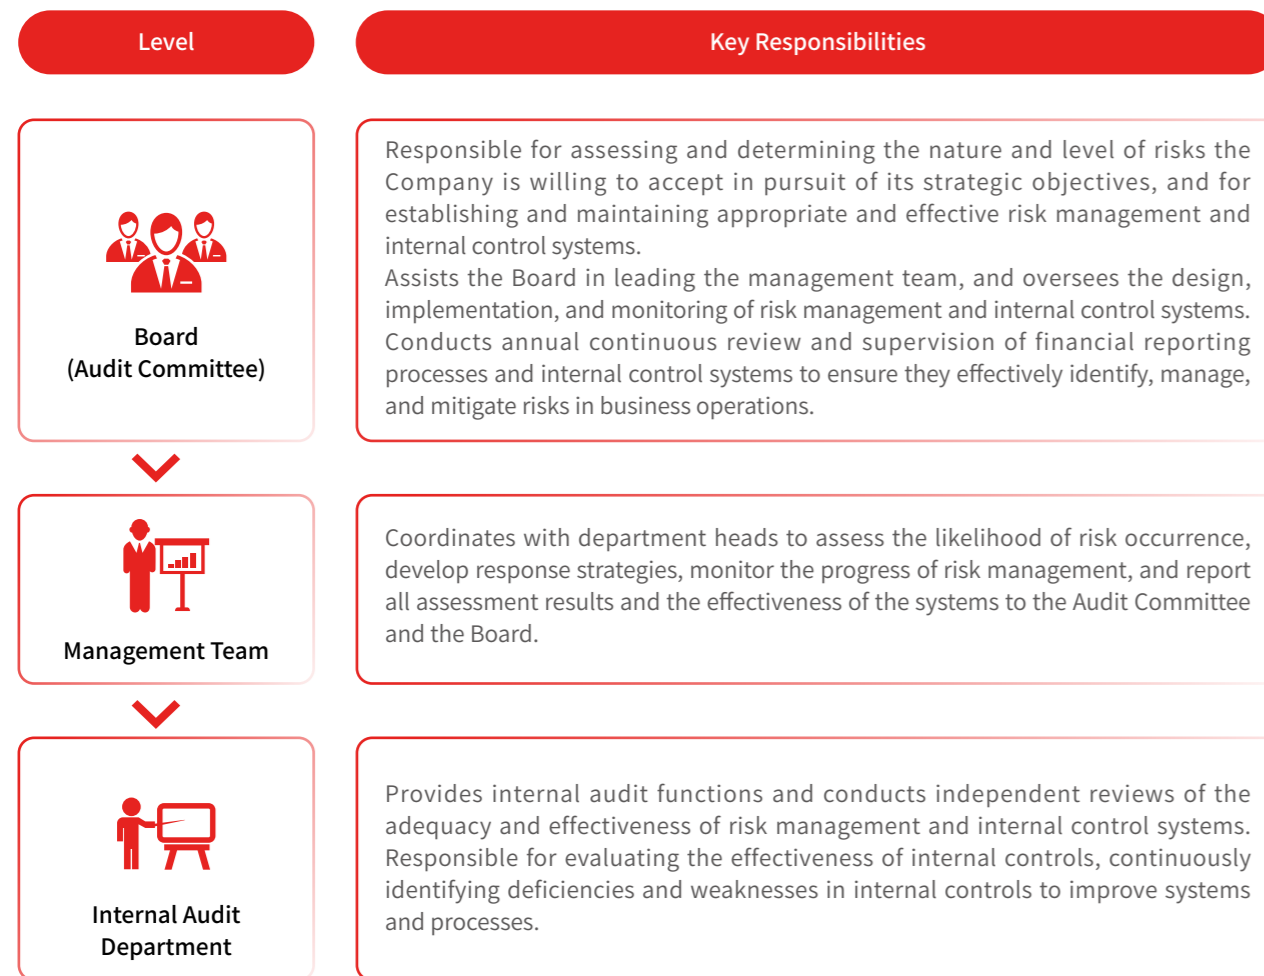 Level
Key Responsibilities
Board
(Audit Committee)
Responsible for assessing and determining the nature and level of risks the
Company is willing to accept in pursuit of its strategic objectives, and for
establishing and maintaining appropriate and effective risk management and
internal control systems.
Assists the Board in leading the management team, and oversees the design,
implementation, and monitoring of risk management and internal control systems.
Conducts annual continuous review and supervision of financial reporting
processes and internal control systems to ensure they effectively identify, manage,
and mitigate risks in business operations.
Management Team
Coordinates with department heads to assess the likelihood of risk occurrence,
develop response strategies, monitor the progress of risk management, and report
all assessment results and the effectiveness of the systems to the Audit Committee
and the Board.
Internal Audit
Department
Provides internal audit functions and conducts independent reviews of the
adequacy and effectiveness of risk management and internal control systems.
Responsible for evaluating the effectiveness of internal controls, continuously
identifying deficiencies and weaknesses in internal controls to improve systems
and processes.